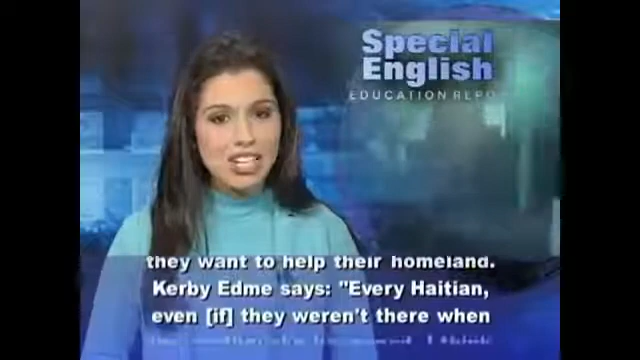 Special
English
EDUCATION REPO
they want to help their homeland.
Kerby Edme says: "Every Haitian,
even [if] they weren't there when